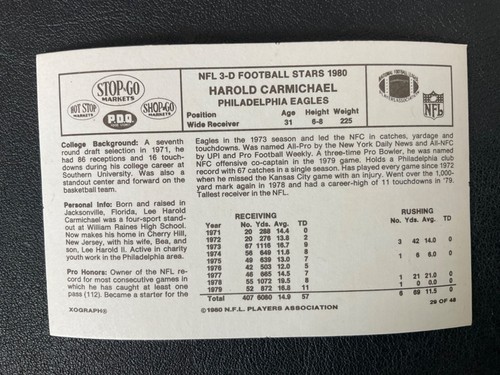 STOP-GO
MARKETS
HOT STOP
MARKETS
SHOP-GO
MARKETS
P.D.Q
NFL 3-D FOOTBALL STARS 1980
HAROLD CARMICHAEL
PHILADELPHIA EAGLES
Position Age Height Weight
Wide Receiver 31 6-8 225
NFL
College Background: A seventh
round draft selection in 1971, he
had 86 receptions and 16 touch-
downs during his college career at
Southern University. Was also a
standout center and forward on the
basketball team.
Personal Info: Born and raised in
Jacksonville, Florida, Lee Harold
Carmichael was a four-sport stand-
out at William Raines High School.
Now makes his home in Cherry Hill,
New Jersey, with his wife, Bea, and
son, Lee Harold II. Active in charity
youth work in the Philadelphia area.
Pro Honors: Owner of the NFL re-
cord for most consecutive games in
which he has caught at least one
pass (112). Became a starter for the
Eagles in the 1973 season and led the NFC in catches, yardage and
touchdowns. Was named All-Pro by the New York Daily News and All-NFC
by UPI and Pro Football Weekly. A three-time Pro Bowler, he was named
NFC offensive co-captain in the 1979 game. Holds a Philadelphia club
record with 67 catches in a single season. Has played every game since 1972
when he missed the Kansas City game with an injury. Went over the 1,000-
yard mark again in 1978 and had a career-high of 11 touchdowns in '79.
Tallest receiver in the NFL.
RECEIVING RUSHING
Year No. Yds. Avg. TD No. Yds. Avg. TD
1971 20 288 14.4 0
1972 20 276 13.8 2
1973 67 1116 16.7 9 3 42 14.0 0
1974 56 649 11.6 8 1 6 6.0 0
1975 49 639 13.0 7
1976 42 503 12.0 5
1977 46 665 14.5 7
1978 55 1072 19.5 8 1 21 21.0 0
1979 52 872 16.8 11 1 0 0.0 0
Total 407 6080 14.9 57 6 69 11.5 0
XOGRAPH®
©1980 N.F.L. PLAYERS ASSOCIATION
29 OF 48